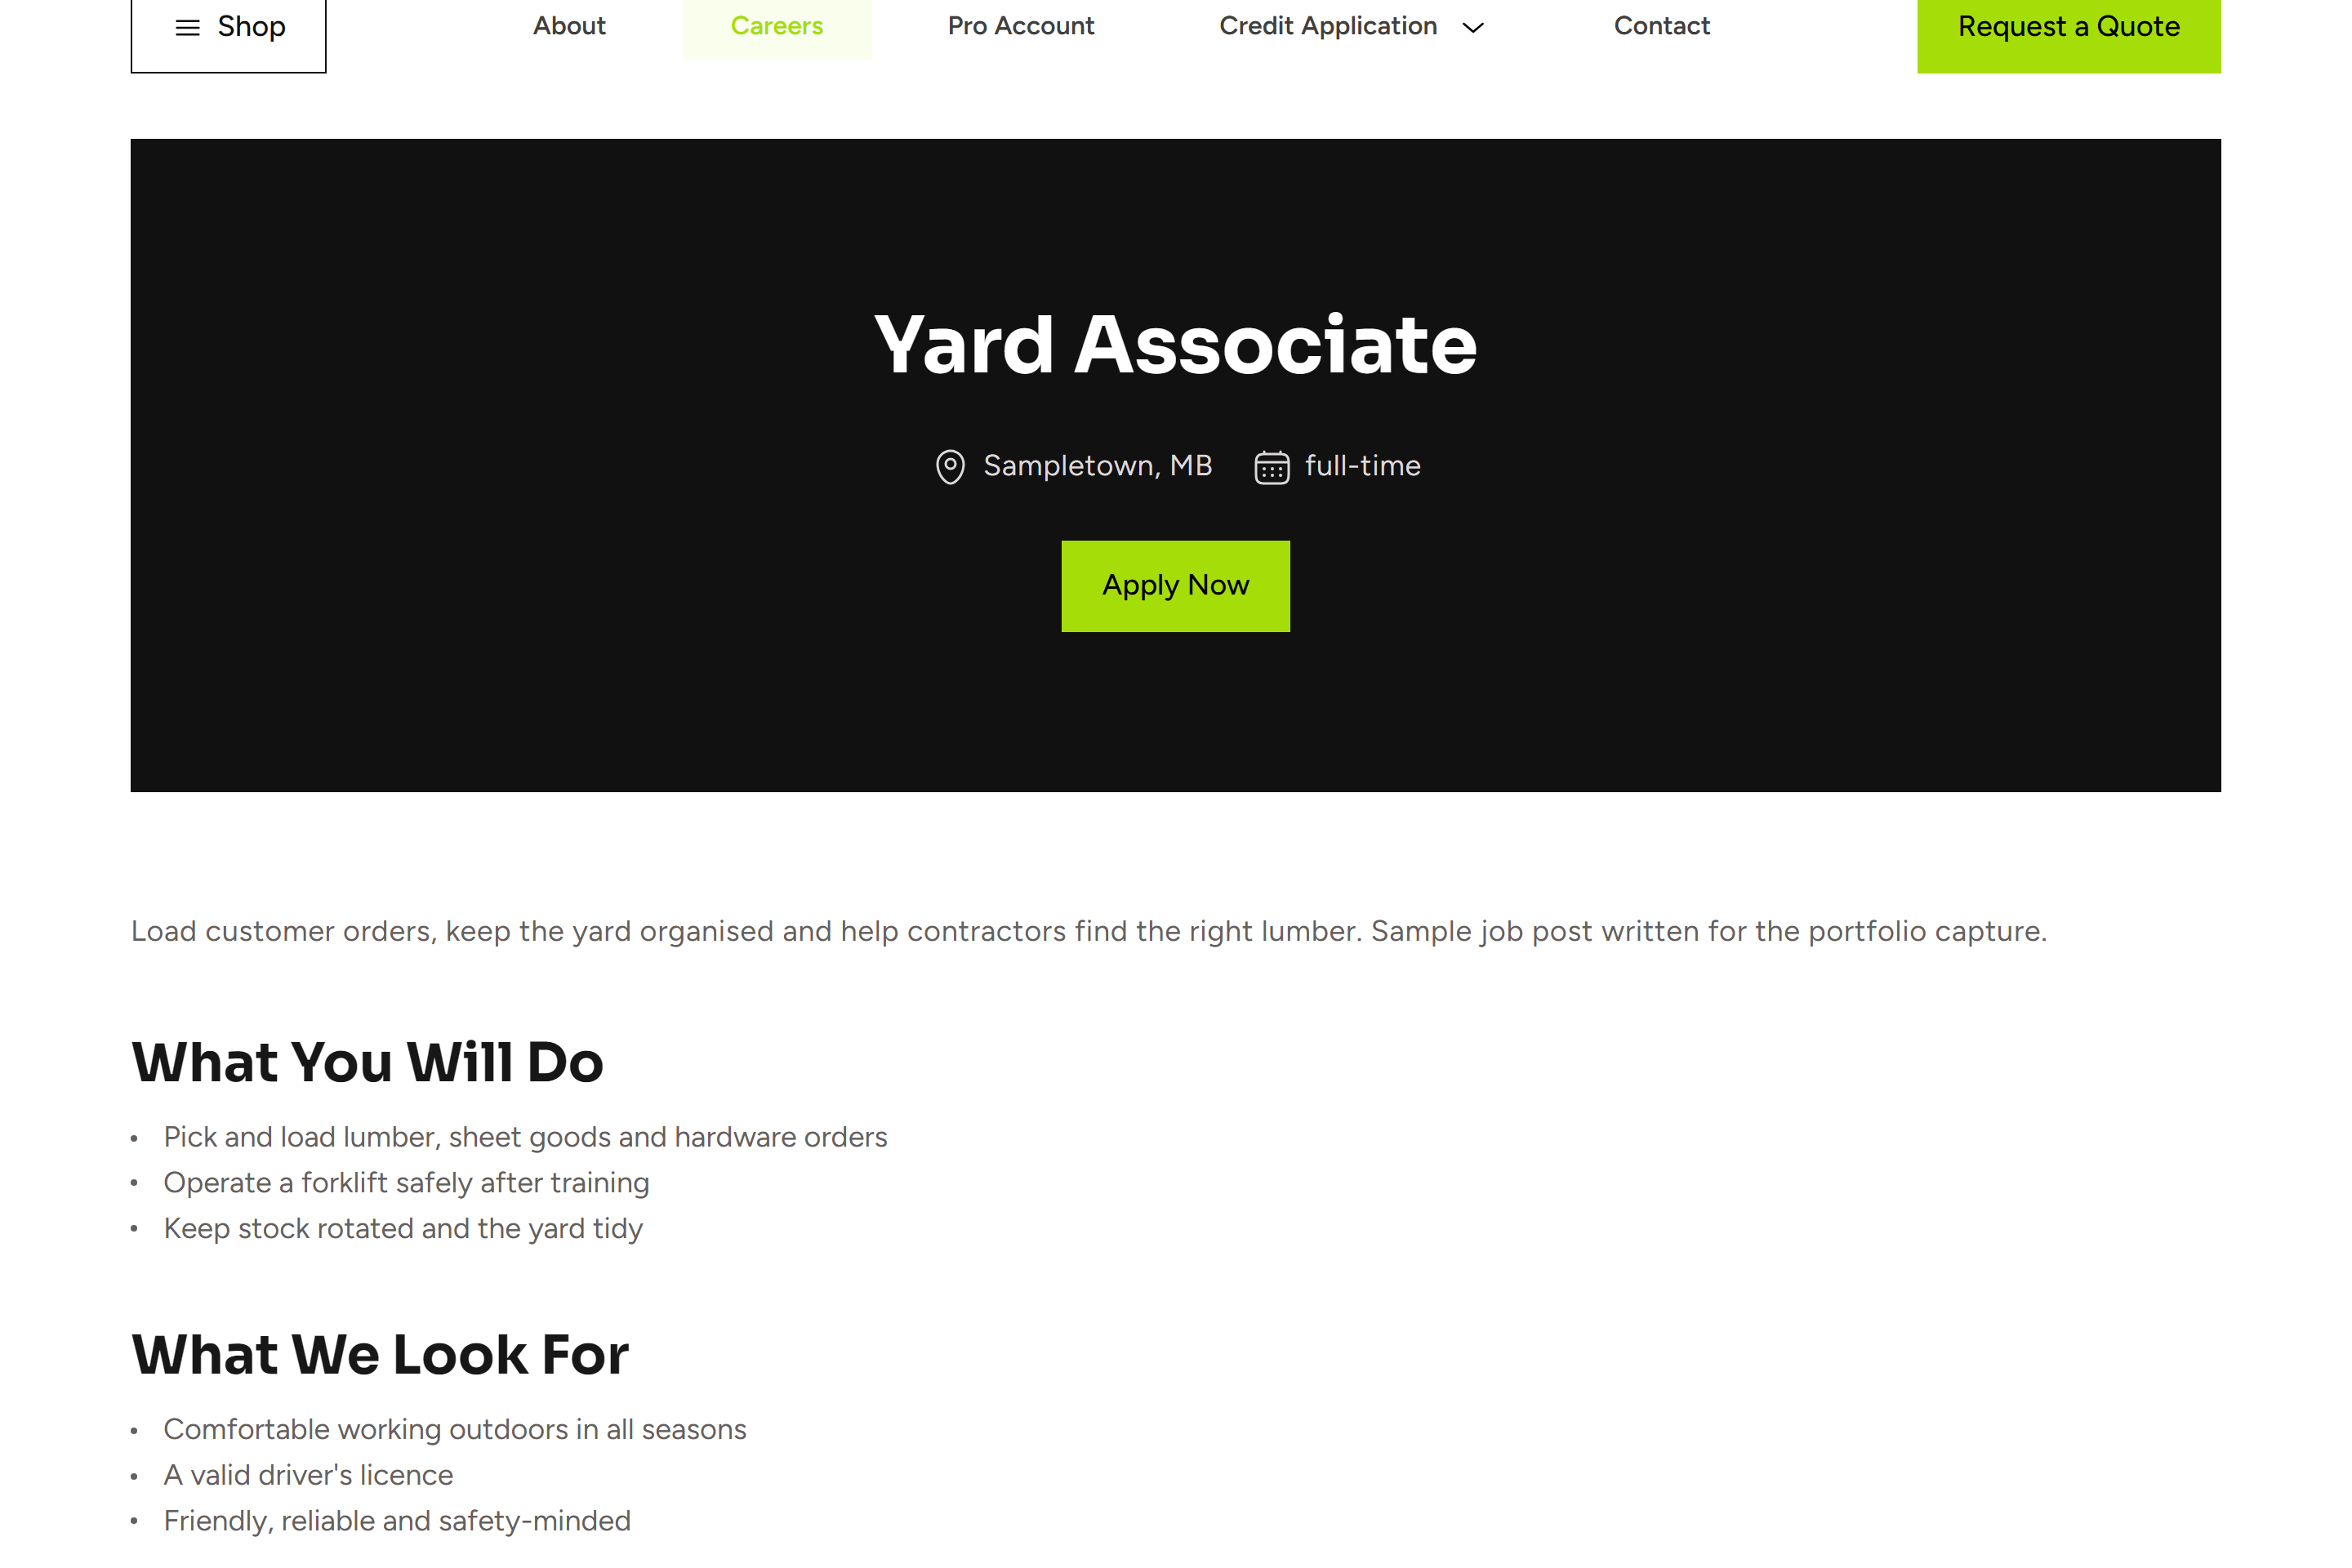 Shop
About
Careers
Pro Account
Credit Application
Contact
Request a Quote
Yard Associate
Sampletown, MB
full-time
Apply Now
Load customer orders, keep the yard organised and help contractors find the right lumber. Sample job post written for the portfolio capture.
What You Will Do
• Pick and load lumber, sheet goods and hardware orders
• Operate a forklift safely after training
• Keep stock rotated and the yard tidy
What We Look For
• Comfortable working outdoors in all seasons
• A valid driver's licence
• Friendly, reliable and safety-minded